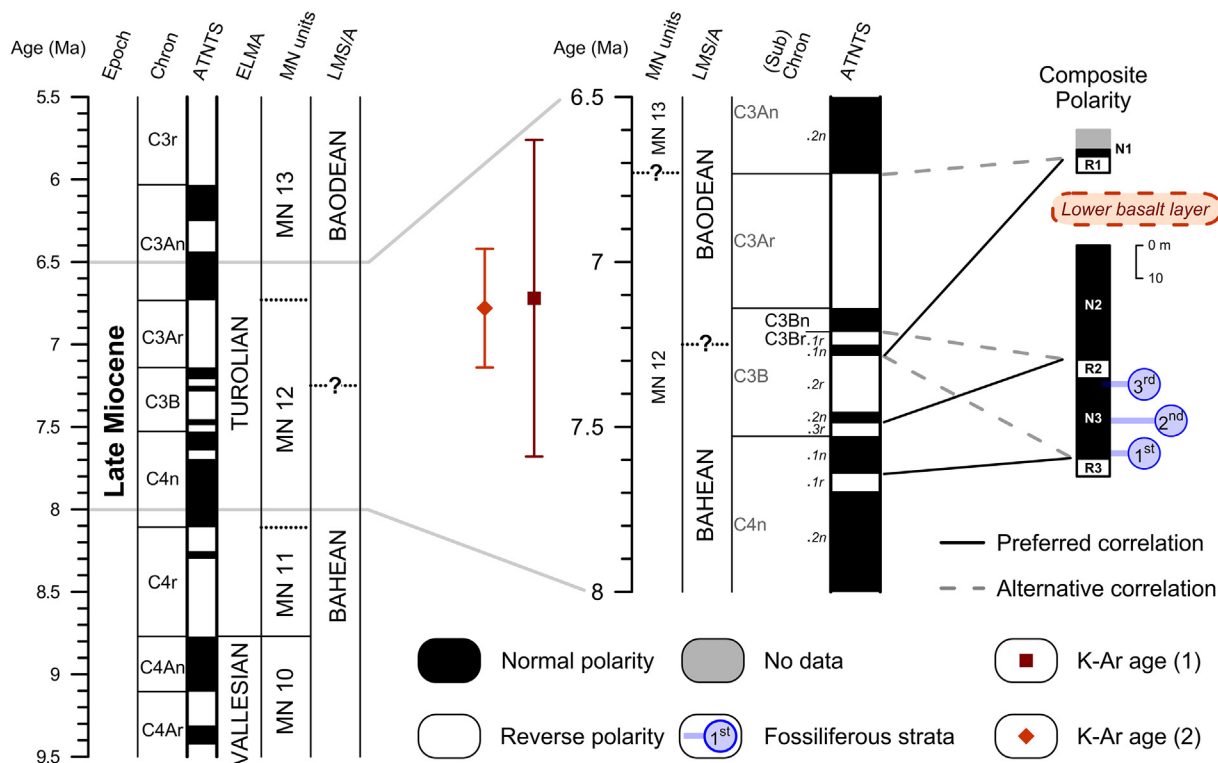 Age (Ma)
Epoch
Chron
ATNTS
ELMA
MN units
LMS/A
5.5
6
6.5
7
7.5
8
8.5
9
9.5
Late Miocene
C3r
C3An
C3Ar
C3B
C4n
C4r
C4An
C4Ar
TUROLIAN
VALLESIAN
MN 13
MN 12
MN 11
MN 10
BAODEAN
?
BAHEAN
Age (Ma)
MN units
LMS/A
(Sub)
Chron
ATNTS
6.5
7
7.5
8
MN 13
?
MN 12
BAODEAN
?
BAHEAN
C3An
.2n
C3Ar
C3Bn
C3Br
.1r
.1n
C3B
.2r
.2n
.3r
.1n
.1r
C4n
.2n
Composite
Polarity
N1
R1
Lower basalt layer
0 m
10
N2
R2
3rd
N3
2nd
1st
R3
Preferred correlation
Alternative correlation
Normal polarity
No data
K-Ar age (1)
Reverse polarity
1st
Fossiliferous strata
K-Ar age (2)